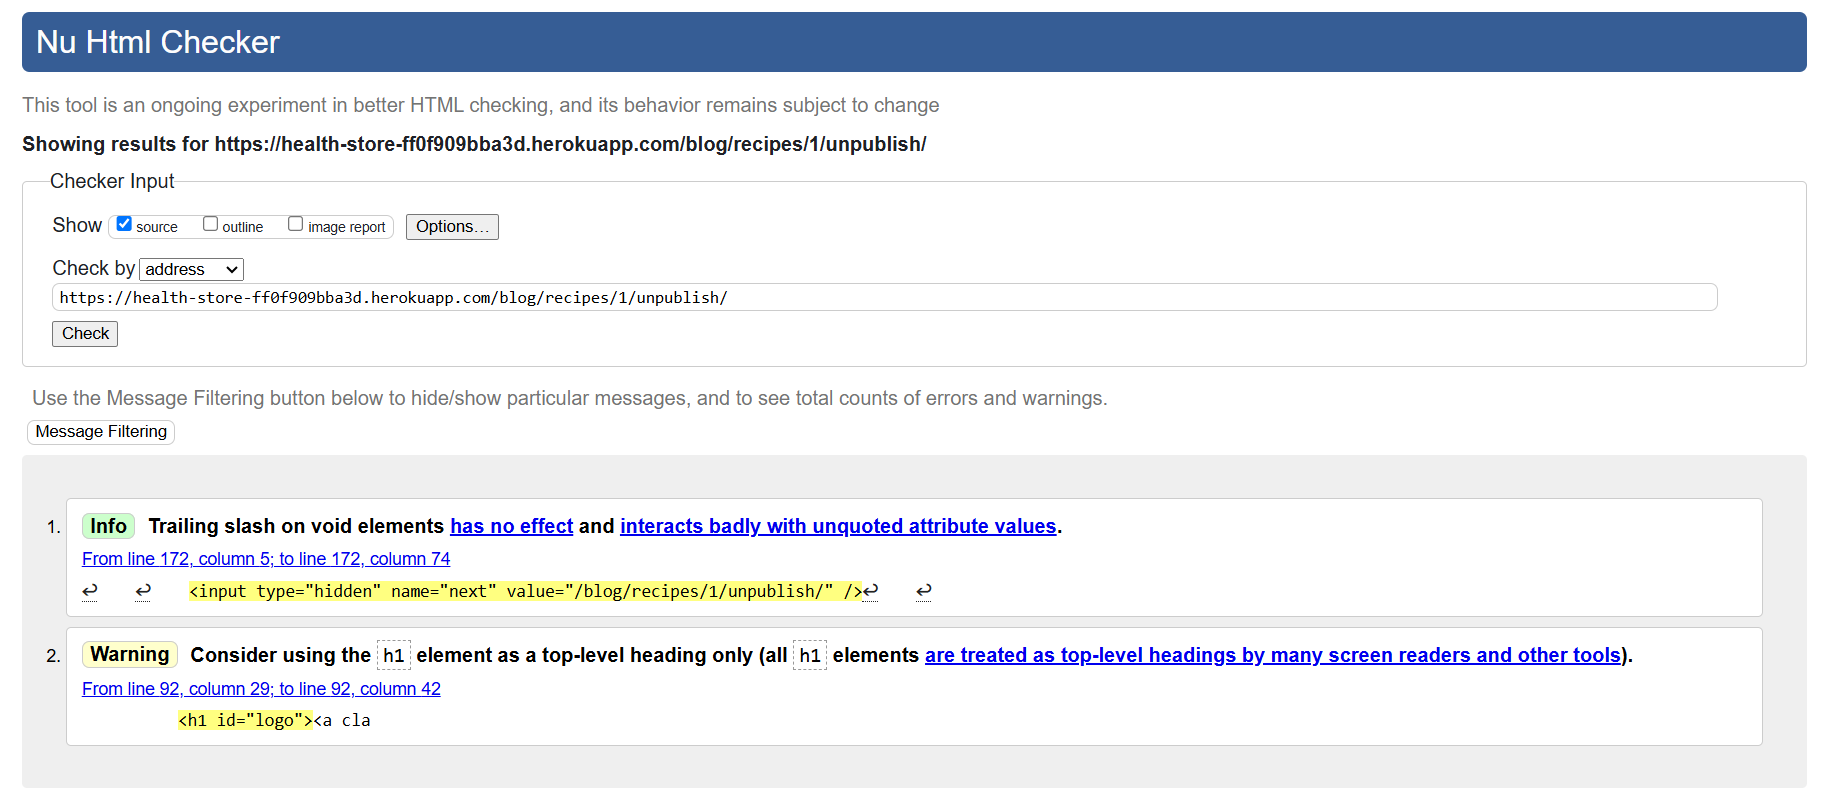 Nu Html Checker
This tool is an ongoing experiment in better HTML checking, and its behavior remains subject to change
Showing results for https://health-store-ff0f909bba3d.herokuapp.com/blog/recipes/1/unpublish/
Checker Input
Show source outline image report Options...
Check by address
https://health-store-ff0f909bba3d.herokuapp.com/blog/recipes/1/unpublish/
Check
Use the Message Filtering button below to hide/show particular messages, and to see total counts of errors and warnings.
Message Filtering
1. Info Trailing slash on void elements has no effect and interacts badly with unquoted attribute values.
From line 172, column 5; to line 172, column 74
↩ ↩ <input type="hidden" name="next" value="/blog/recipes/1/unpublish/" />↩ ↩
2. Warning Consider using the h1 element as a top-level heading only (all h1 elements are treated as top-level headings by many screen readers and other tools).
From line 92, column 29; to line 92, column 42
<h1 id="logo"><a cla